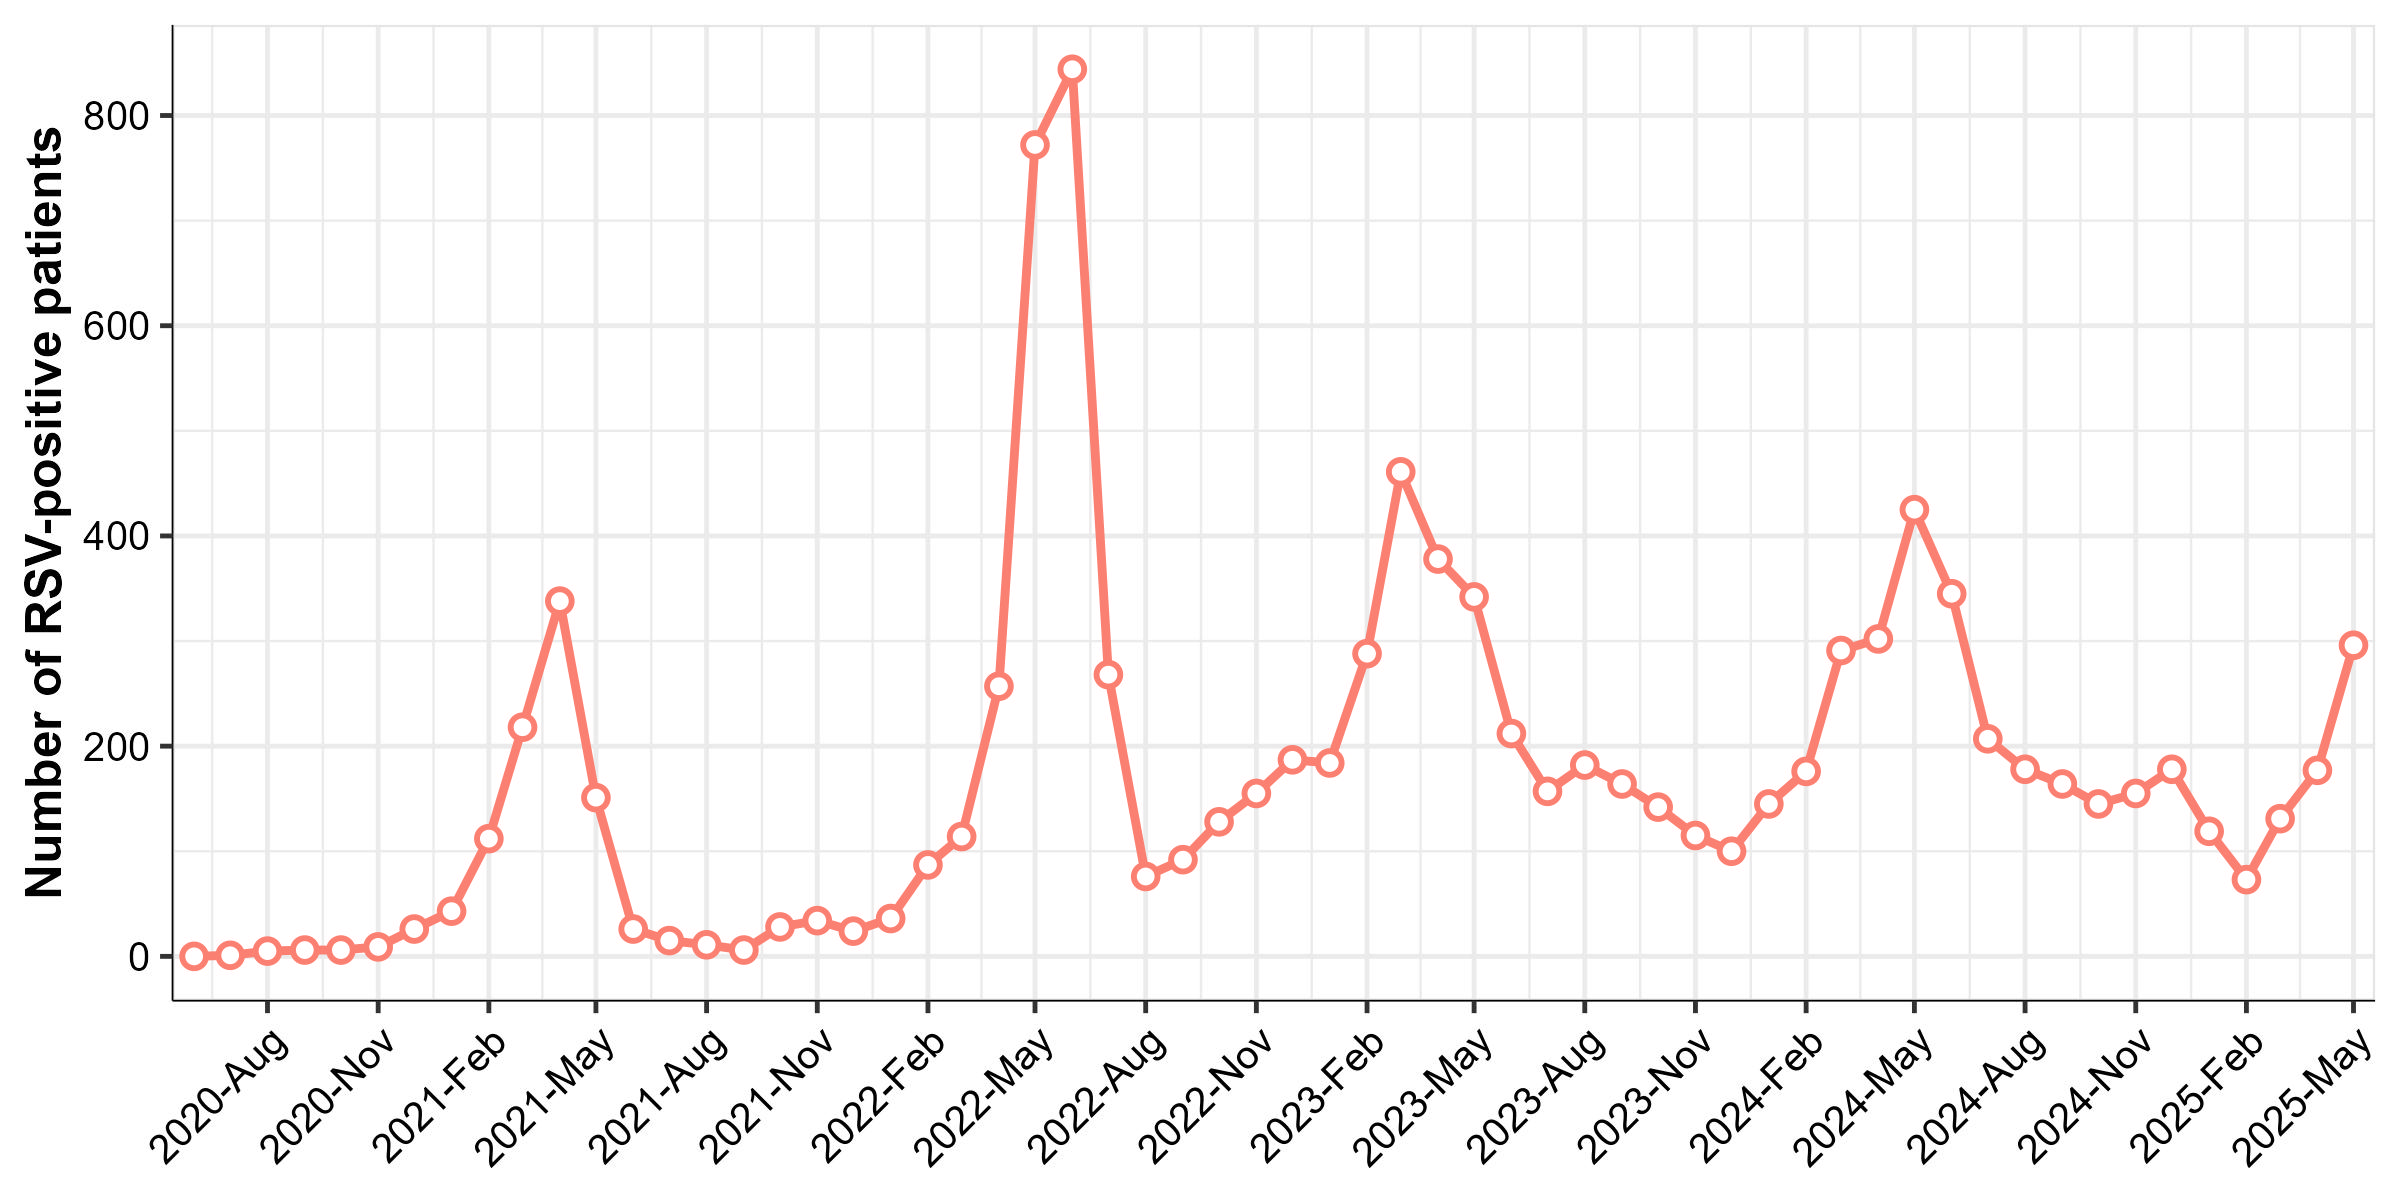 Number of RSV-positive patients
800
600
400
200
0
2020-Aug
2020-Nov
2021-Feb
2021-May
2021-Aug
2021-Nov
2022-Feb
2022-May
2022-Aug
2022-Nov
2023-Feb
2023-May
2023-Aug
2023-Nov
2024-Feb
2024-May
2024-Aug
2024-Nov
2025-Feb
2025-May